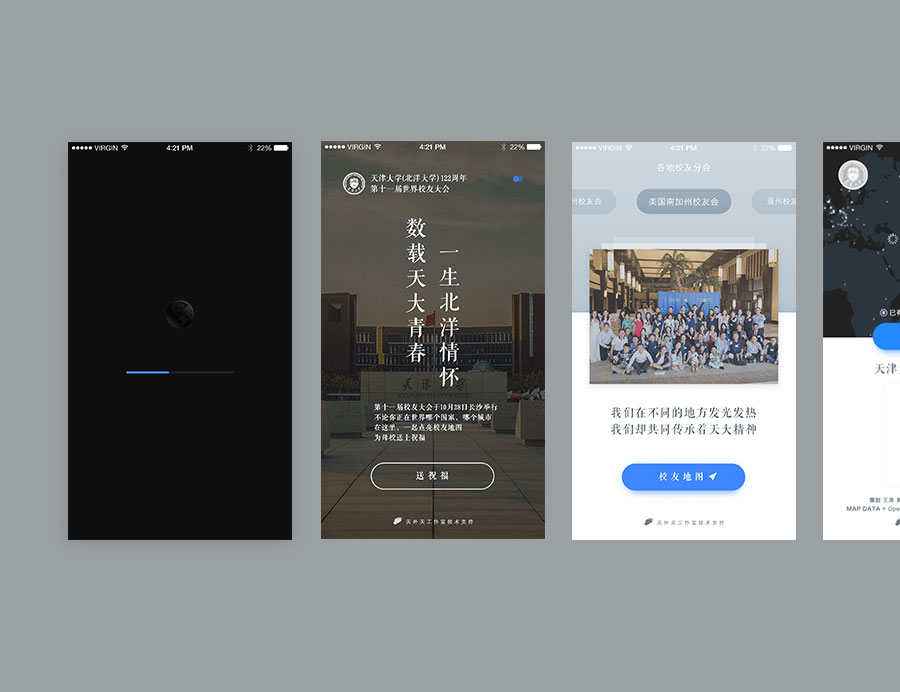 VIRGIN
4:21 PM
22%
VIRGIN
4:21 PM
22%
天津大学(北洋大学)122周年
第十一届世界校友大会
数载天大青春
一生北洋情怀
第十一届校友大会于10月28日长沙举行
不论你正在世界哪个国家、哪个城市
在这里，一起点亮校友地图
为母校送上祝福
送祝福
天外天工作室技术支持
VIRGIN
4:21 PM
22%
各地校友分会
州校友会
美国南加州校友会
温州校友
我们在不同的地方发光发热
我们却共同传承着天大精神
校友地图
天外天工作室技术支持
VIRGIN
已有
天津大
策划 王沛
MAP DATA © Ope